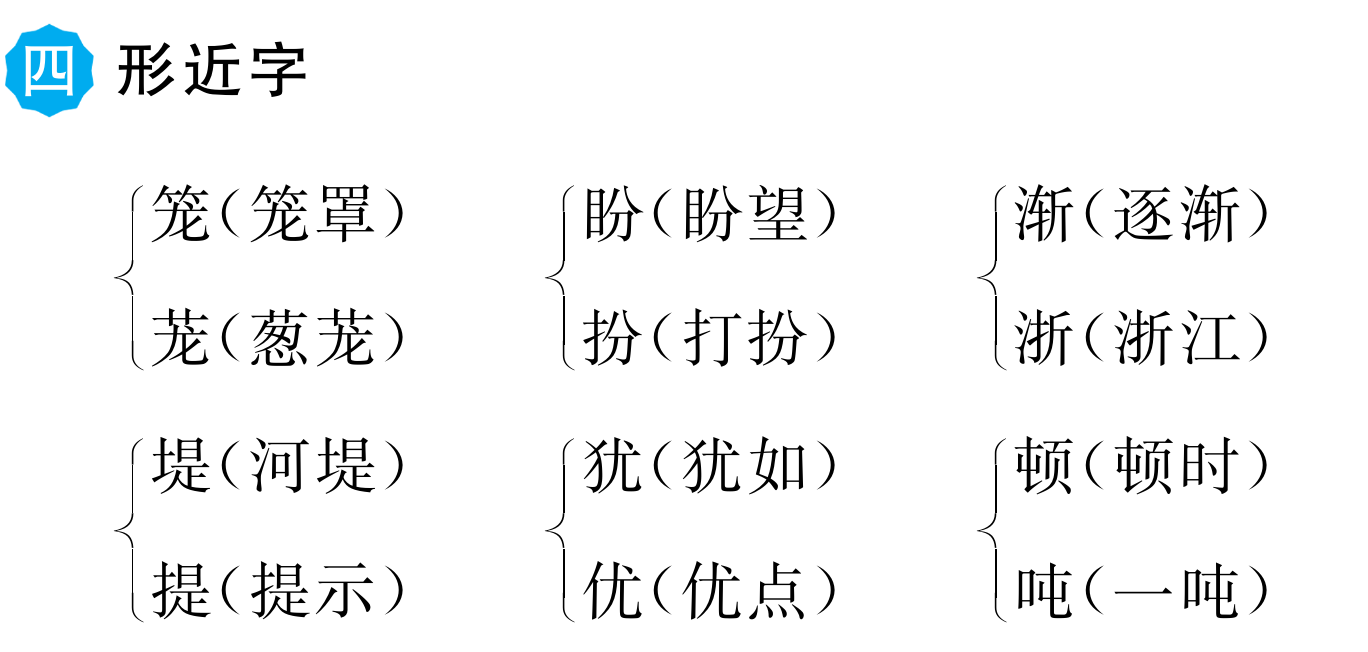 四 形近字
笼(笼罩) 盼(盼望) 渐(逐渐)
茏(葱茏) 扮(打扮) 浙(浙江)
堤(河堤) 犹(犹如) 顿(顿时)
提(提示) 优(优点) 吨(一吨)